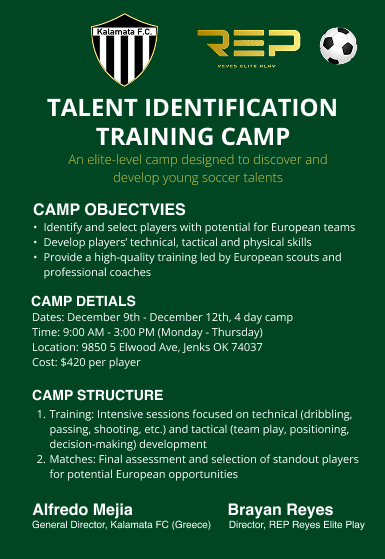 Kalamata F.C.
REP
REYES ELITE PLAY
TALENT IDENTIFICATION
TRAINING CAMP
An elite-level camp designed to discover and
develop young soccer talents
CAMP OBJECTVIES
• Identify and select players with potential for European teams
• Develop players' technical, tactical and physical skills
• Provide a high-quality training led by European scouts and
professional coaches
CAMP DETIALS
Dates: December 9th - December 12th, 4 day camp
Time: 9:00 AM - 3:00 PM (Monday - Thursday)
Location: 9850 5 Elwood Ave, Jenks OK 74037
Cost: $420 per player
CAMP STRUCTURE
1. Training: Intensive sessions focused on technical (dribbling,
passing, shooting, etc.) and tactical (team play, positioning,
decision-making) development
2. Matches: Final assessment and selection of standout players
for potential European opportunities
Alfredo Mejia
General Director, Kalamata FC (Greece)
Brayan Reyes
Director, REP Reyes Elite Play